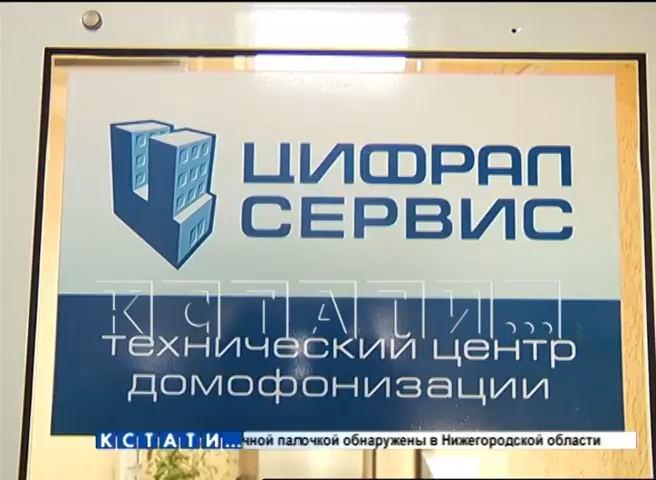 ЦИФРАЛ
СЕРВИС
КСТАТИ...
технический центр
домофонизации
КСТАТИ...чной палочкой обнаружены в Нижегородской области